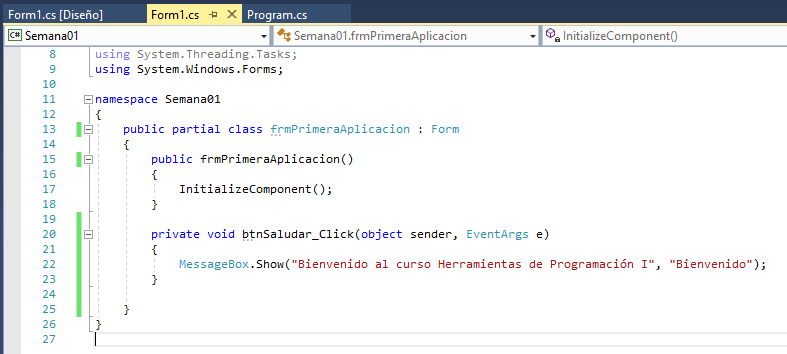 Form1.cs [Diseño] Form1.cs Program.cs
C# Semana01 Semana01.frmPrimeraAplicacion InitializeComponent()
8 using System.Threading.Tasks;
9 using System.Windows.Forms;
10
11 namespace Semana01
12 {
13 public partial class frmPrimeraAplicacion : Form
14 {
15 public frmPrimeraAplicacion()
16 {
17 InitializeComponent();
18 }
19
20 private void btnSaludar_Click(object sender, EventArgs e)
21 {
22 MessageBox.Show("Bienvenido al curso Herramientas de Programación I", "Bienvenido");
23 }
24
25 }
26 }
27